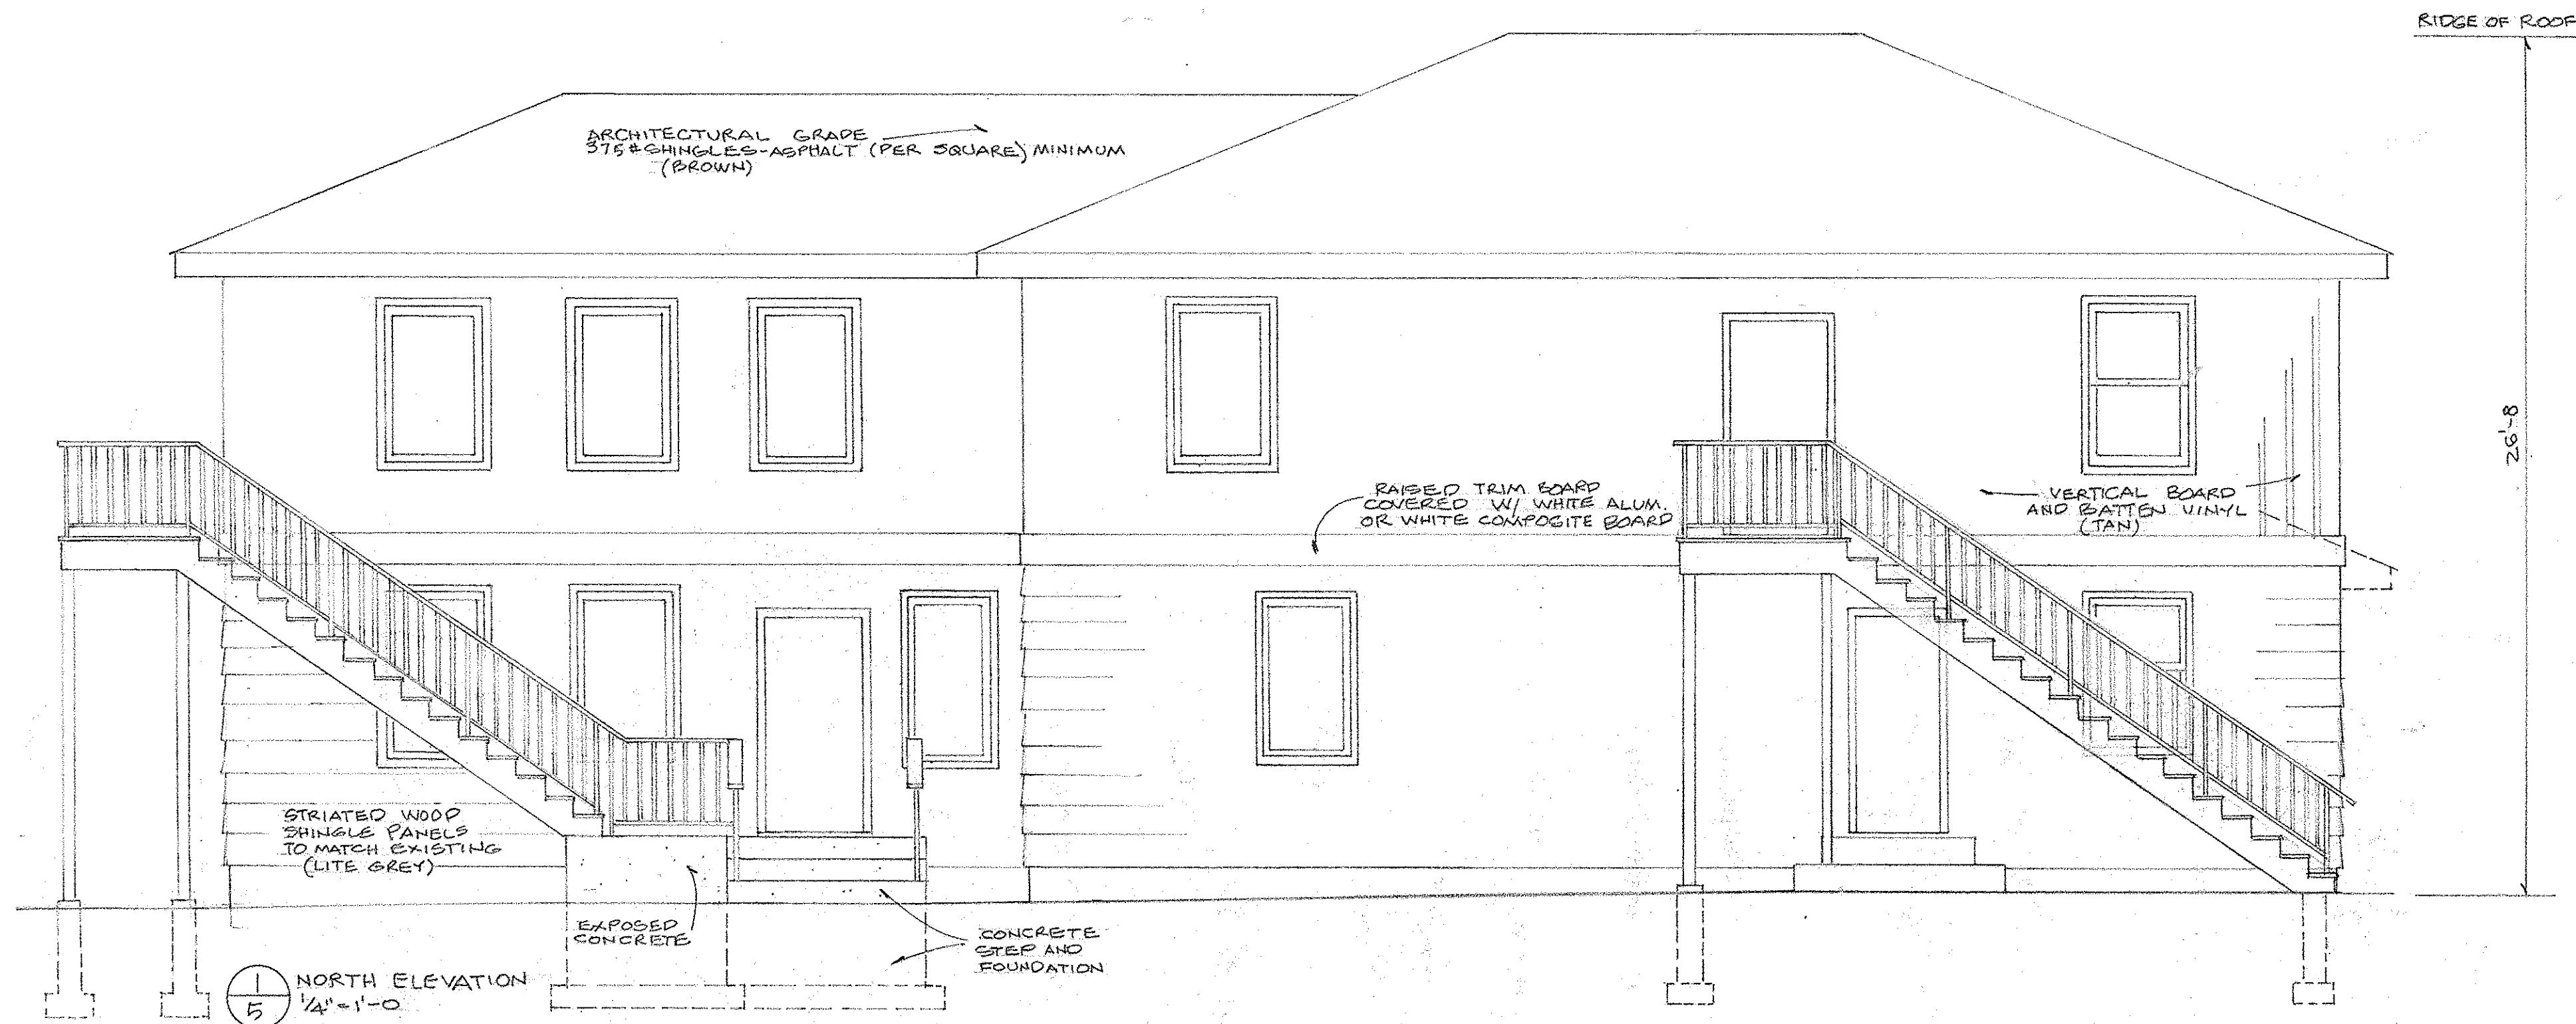 RIDGE OF ROOF
ARCHITECTURAL GRADE
375# SHINGLES-ASPHALT (PER SQUARE) MINIMUM
(BROWN)
26'-8
RAISED TRIM BOARD
COVERED W/ WHITE ALUM.
OR WHITE COMPOSITE BOARD
VERTICAL BOARD
AND BATTEN VINYL
(TAN)
STRIATED WOOD
SHINGLE PANELS
TO MATCH EXISTING
(LITE GREY)
EXPOSED
CONCRETE
CONCRETE
STEP AND
FOUNDATION
1
5
NORTH ELEVATION
1/4" = 1'-0